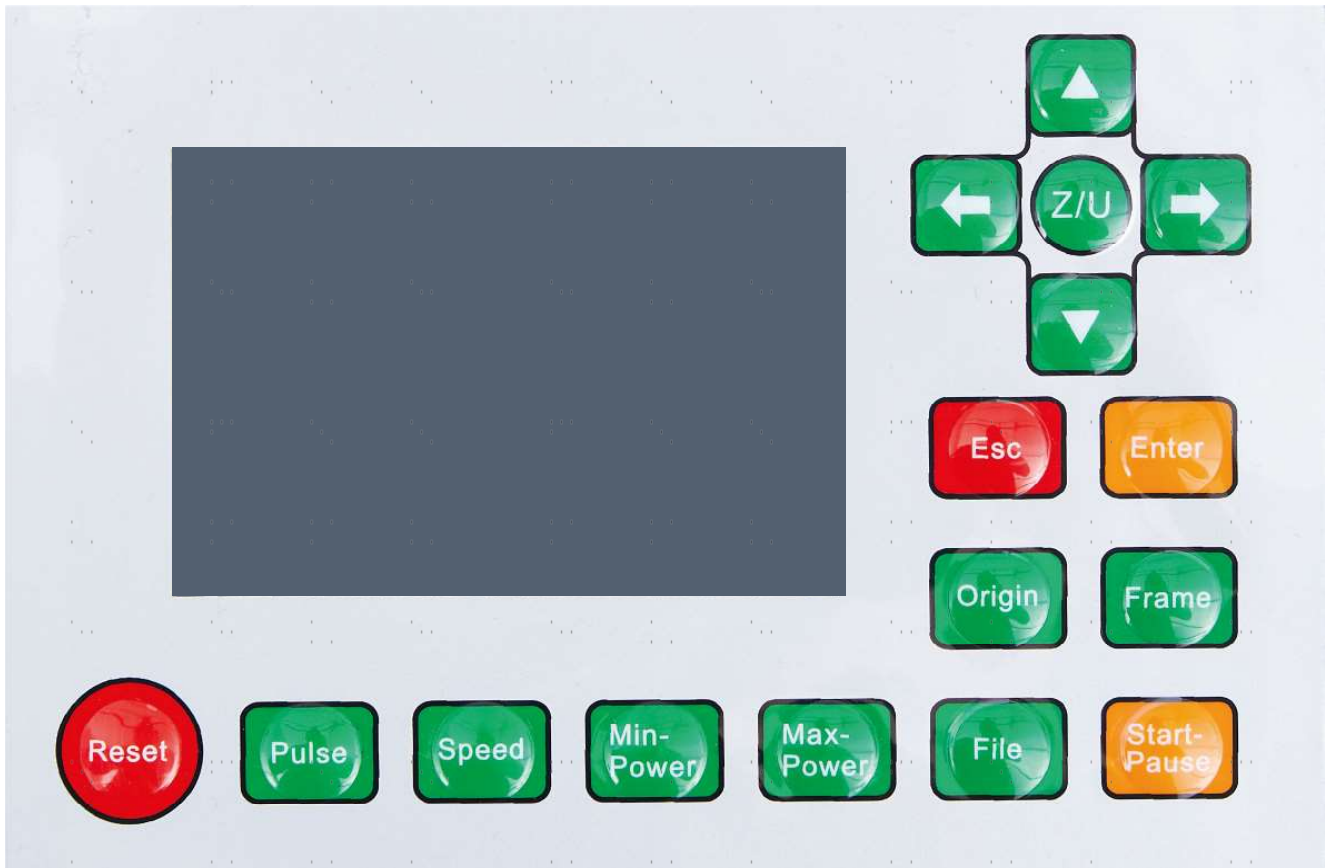 Z/U
Esc
Enter
Origin
Frame
Reset
Pulse
Speed
Min-
Power
Max-
Power
File
Start-
Pause